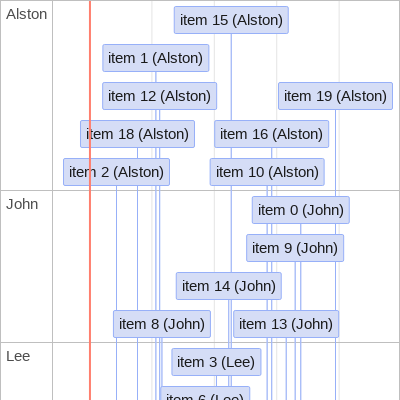 Alston
item 15 (Alston)
item 1 (Alston)
item 12 (Alston)
item 19 (Alston)
item 18 (Alston)
item 16 (Alston)
item 2 (Alston)
item 10 (Alston)
John
item 0 (John)
item 9 (John)
item 14 (John)
item 8 (John)
item 13 (John)
Lee
item 3 (Lee)
item 6 (Lee)